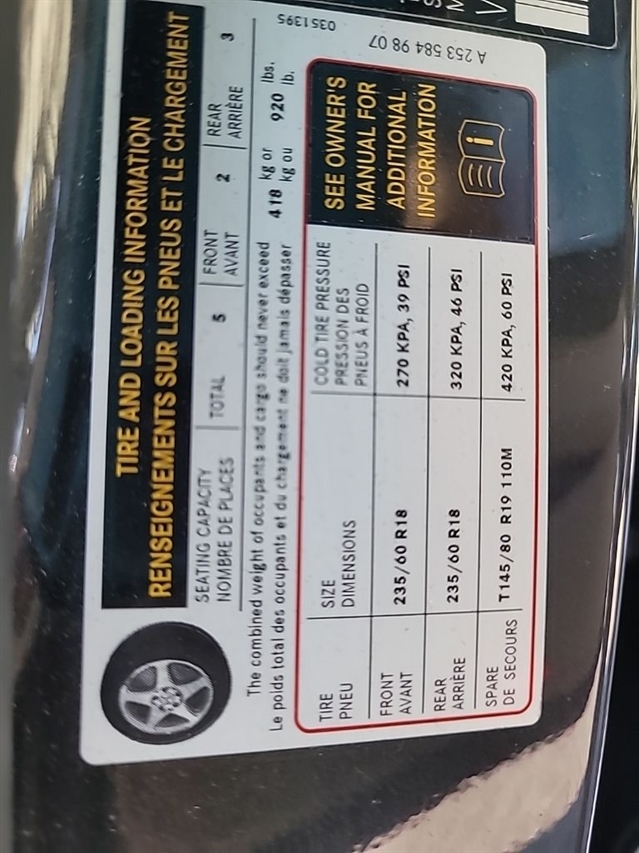 TIRE AND LOADING INFORMATION
RENSEIGNEMENTS SUR LES PNEUS ET LE CHARGEMENT
SEATING CAPACITY
NOMBRE DE PLACES
TOTAL 5
FRONT
AVANT
2
REAR
ARRIÈRE
3
The combined weight of occupants and cargo should never exceed 418 kg or 920 lbs.
Le poids total des occupants et du chargement ne doit jamais dépasser kg ou lb.
TIRE
PNEU
SIZE
DIMENSIONS
COLD TIRE PRESSURE
PRESSION DES
PNEUS À FROID
FRONT
AVANT
235/60 R18
270 KPA, 39 PSI
REAR
ARRIÈRE
235/60 R18
320 KPA, 46 PSI
SPARE
DE SECOURS
T145/80 R19 110M
420 KPA, 60 PSI
SEE OWNER'S
MANUAL FOR
ADDITIONAL
INFORMATION
i
0351395
A 253 584 98 07